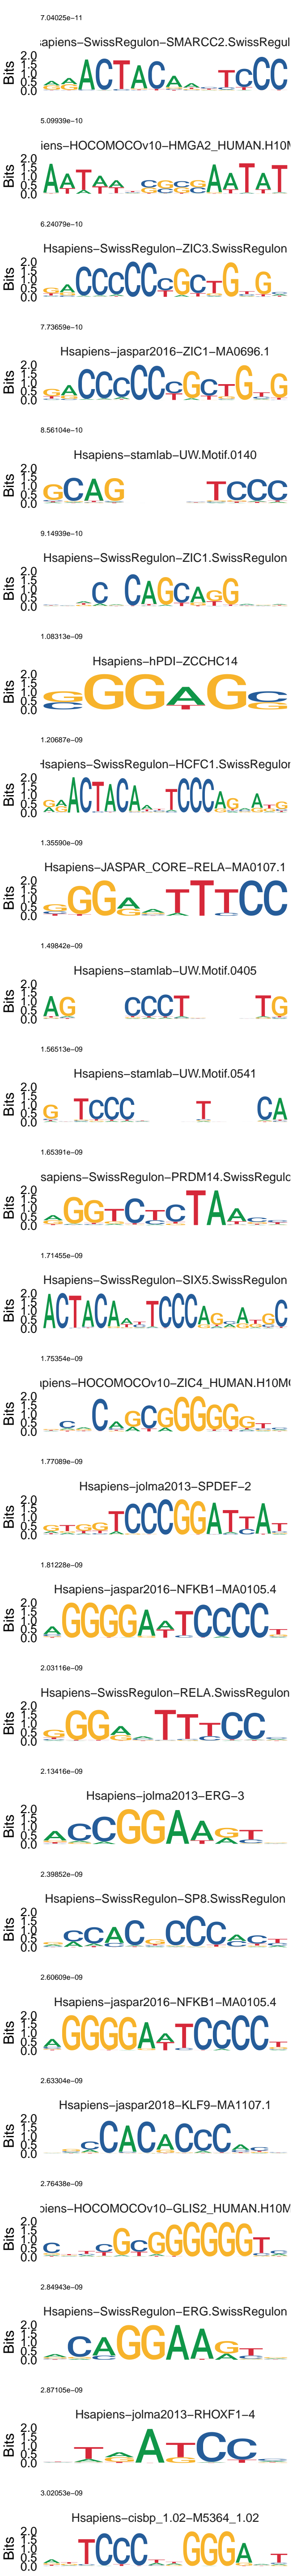 7.04025e−11
sapiens−SwissRegulon−SMARCC2.SwissRegul
Bits
2.0
1.5
1.0
0.5
0.0
5.09939e−10
iens−HOCOMOCOv10−HMGA2_HUMAN.H10M
Bits
2.0
1.5
1.0
0.5
0.0
6.24079e−10
Hsapiens−SwissRegulon−ZIC3.SwissRegulon
Bits
2.0
1.5
1.0
0.5
0.0
7.73659e−10
Hsapiens−jaspar2016−ZIC1−MA0696.1
Bits
2.0
1.5
1.0
0.5
0.0
8.56104e−10
Hsapiens−stamlab−UW.Motif.0140
Bits
2.0
1.5
1.0
0.5
0.0
GCAG TCCC
9.14939e−10
Hsapiens−SwissRegulon−ZIC1.SwissRegulon
Bits
2.0
1.5
1.0
0.5
0.0
1.08313e−09
Hsapiens−hPDI−ZCCHC14
Bits
2.0
1.5
1.0
0.5
0.0
1.20687e−09
Hsapiens−SwissRegulon−HCFC1.SwissRegulon
Bits
2.0
1.5
1.0
0.5
0.0
1.35590e−09
Hsapiens−JASPAR_CORE−RELA−MA0107.1
Bits
2.0
1.5
1.0
0.5
0.0
1.49842e−09
Hsapiens−stamlab−UW.Motif.0405
Bits
2.0
1.5
1.0
0.5
0.0
AG CCCT TG
1.56513e−09
Hsapiens−stamlab−UW.Motif.0541
Bits
2.0
1.5
1.0
0.5
0.0
G TCCC T CA
1.65391e−09
sapiens−SwissRegulon−PRDM14.SwissRegulo
Bits
2.0
1.5
1.0
0.5
0.0
1.71455e−09
Hsapiens−SwissRegulon−SIX5.SwissRegulon
Bits
2.0
1.5
1.0
0.5
0.0
1.75354e−09
apiens−HOCOMOCOv10−ZIC4_HUMAN.H10MO
Bits
2.0
1.5
1.0
0.5
0.0
1.77089e−09
Hsapiens−jolma2013−SPDEF−2
Bits
2.0
1.5
1.0
0.5
0.0
1.81228e−09
Hsapiens−jaspar2016−NFKB1−MA0105.4
Bits
2.0
1.5
1.0
0.5
0.0
2.03116e−09
Hsapiens−SwissRegulon−RELA.SwissRegulon
Bits
2.0
1.5
1.0
0.5
0.0
2.13416e−09
Hsapiens−jolma2013−ERG−3
Bits
2.0
1.5
1.0
0.5
0.0
2.39852e−09
Hsapiens−SwissRegulon−SP8.SwissRegulon
Bits
2.0
1.5
1.0
0.5
0.0
2.60609e−09
Hsapiens−jaspar2016−NFKB1−MA0105.4
Bits
2.0
1.5
1.0
0.5
0.0
2.63304e−09
Hsapiens−jaspar2018−KLF9−MA1107.1
Bits
2.0
1.5
1.0
0.5
0.0
2.76438e−09
iens−HOCOMOCOv10−GLIS2_HUMAN.H10M
Bits
2.0
1.5
1.0
0.5
0.0
2.84943e−09
Hsapiens−SwissRegulon−ERG.SwissRegulon
Bits
2.0
1.5
1.0
0.5
0.0
2.87105e−09
Hsapiens−jolma2013−RHOXF1−4
Bits
2.0
1.5
1.0
0.5
0.0
3.02053e−09
Hsapiens−cisbp_1.02−M5364_1.02
Bits
2.0
1.5
1.0
0.5
0.0